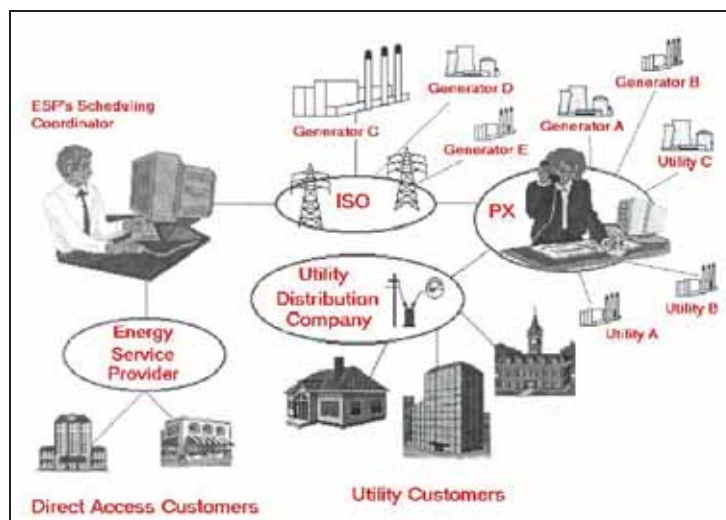 ESP's Scheduling
Coordinator
Generator C
Generator D
Generator E
Generator A
Generator B
Utility C
ISO
PX
Utility
Distribution
Company
Utility B
Utility A
Energy
Service
Provider
Direct Access Customers
Utility Customers